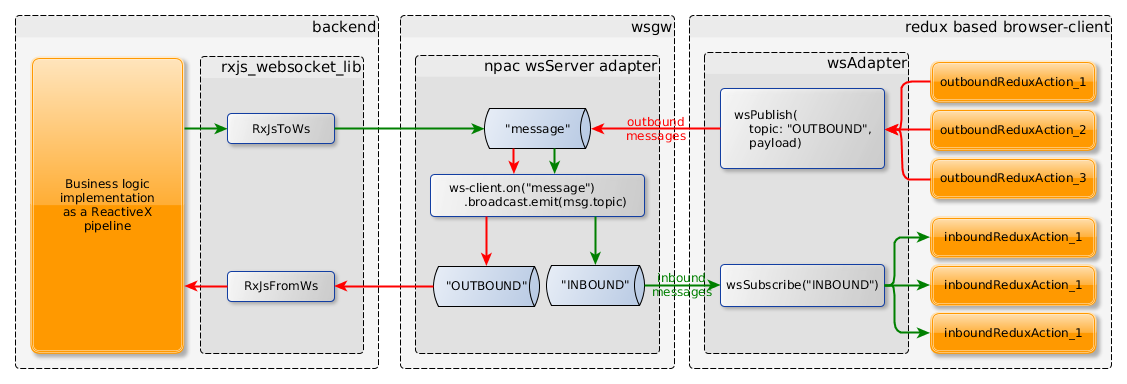 backend
rxjs_websocket_lib
Business logic
implementation
as a ReactiveX
pipeline
RxJsToWs
RxJsFromWs
wsgw
npac wsServer adapter
"message"
ws-client.on("message")
.broadcast.emit(msg.topic)
"OUTBOUND"
"INBOUND"
outbound
messages
inbound
messages
redux based browser-client
wsAdapter
wsPublish(
topic: "OUTBOUND",
payload)
wsSubscribe("INBOUND")
outboundReduxAction_1
outboundReduxAction_2
outboundReduxAction_3
inboundReduxAction_1
inboundReduxAction_1
inboundReduxAction_1